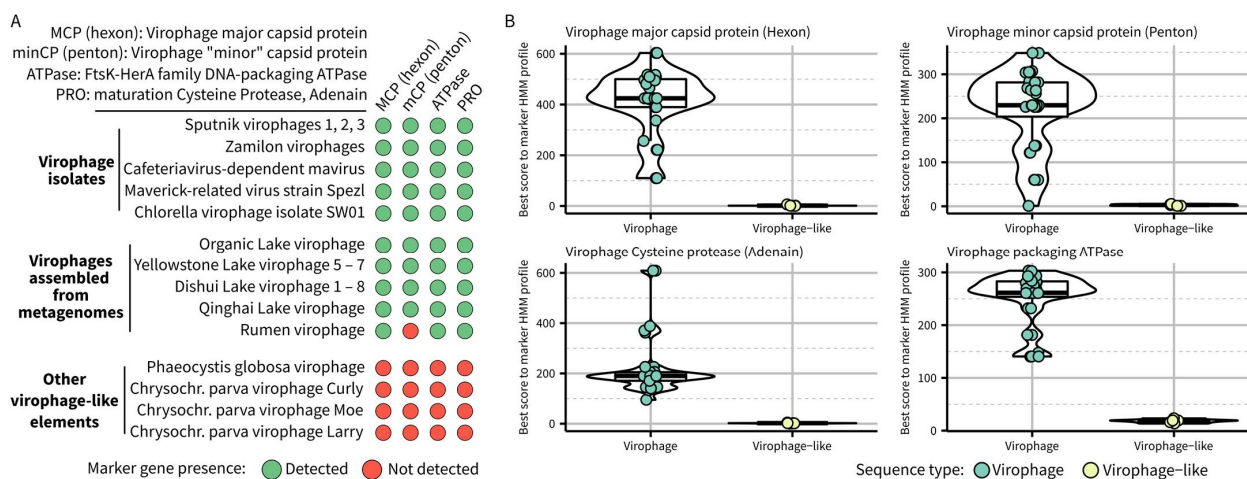 A
MCP (hexon): Virophage major capsid protein
minCP (penton): Virophage "minor" capsid protein
ATPase: FtsK-HerA family DNA-packaging ATPase
PRO: maturation Cysteine Protease, Adenain
MCP (hexon)
mCP (penton)
ATPase
PRO
Virophage isolates
Sputnik virophages 1, 2, 3
Zamilon virophages
Cafeteriavirus-dependent mavirus
Maverick-related virus strain Spezl
Chlorella virophage isolate SW01
Virophages assembled from metagenomes
Organic Lake virophage
Yellowstone Lake virophage 5 – 7
Dishui Lake virophage 1 – 8
Qinghai Lake virophage
Rumen virophage
Other virophage-like elements
Phaeocystis globosa virophage
Chrysochr. parva virophage Curly
Chrysochr. parva virophage Moe
Chrysochr. parva virophage Larry
Marker gene presence: Detected Not detected
B
Virophage major capsid protein (Hexon)
Best score to marker HMM profile
600
400
200
0
Virophage Virophage-like
Virophage minor capsid protein (Penton)
Best score to marker HMM profile
300
200
100
0
Virophage Virophage-like
Virophage Cysteine protease (Adenain)
Best score to marker HMM profile
600
400
200
0
Virophage Virophage-like
Virophage packaging ATPase
Best score to marker HMM profile
300
200
100
50
0
Virophage Virophage-like
Sequence type: Virophage Virophage-like